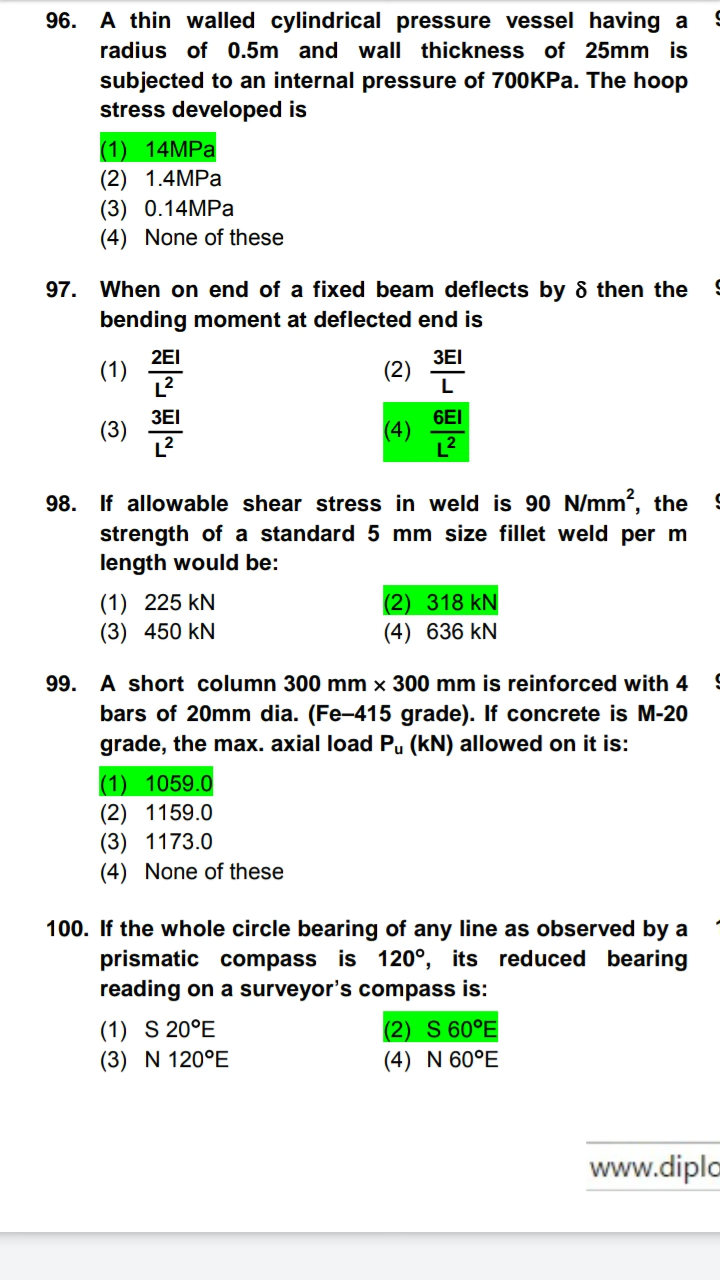 96. A thin walled cylindrical pressure vessel having a
radius of 0.5m and wall thickness of 25mm is
subjected to an internal pressure of 700KPa. The hoop
stress developed is
(1) 14MPa
(2) 1.4MPa
(3) 0.14MPa
(4) None of these
97. When on end of a fixed beam deflects by δ then the
bending moment at deflected end is
(1) 2EI/L² (2) 3EI/L
(3) 3EI/L² (4) 6EI/L²
98. If allowable shear stress in weld is 90 N/mm², the
strength of a standard 5 mm size fillet weld per m
length would be:
(1) 225 kN (2) 318 kN
(3) 450 kN (4) 636 kN
99. A short column 300 mm × 300 mm is reinforced with 4
bars of 20mm dia. (Fe–415 grade). If concrete is M-20
grade, the max. axial load Pu (kN) allowed on it is:
(1) 1059.0
(2) 1159.0
(3) 1173.0
(4) None of these
100. If the whole circle bearing of any line as observed by a
prismatic compass is 120º, its reduced bearing
reading on a surveyor’s compass is:
(1) S 20ºE (2) S 60ºE
(3) N 120ºE (4) N 60ºE
www.diplo